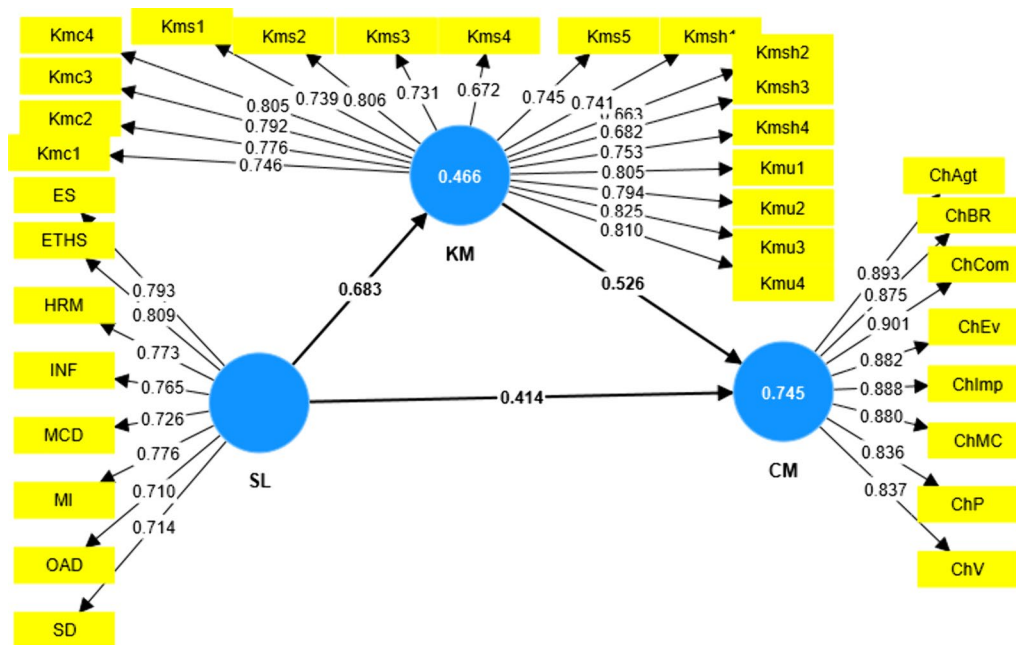 Kmc4
Kms1
Kms2
Kms3
Kms4
Kms5
Kmsh1
Kmsh2
Kmc3
Kmsh3
Kmc2
Kmsh4
Kmc1
Kmu1
Kmu2
Kmu3
Kmu4
0.805
0.792
0.776
0.746
0.739
0.806
0.731
0.672
0.745
0.741
0.663
0.682
0.753
0.805
0.794
0.825
0.810
0.466
KM
ES
ETHS
HRM
INF
MCD
MI
OAD
SD
0.793
0.809
0.773
0.765
0.726
0.776
0.710
0.714
SL
0.683
0.526
0.414
0.745
CM
0.893
0.875
0.901
0.882
0.888
0.880
0.836
0.837
ChAgt
ChBR
ChCom
ChEv
ChImp
ChMC
ChP
ChV